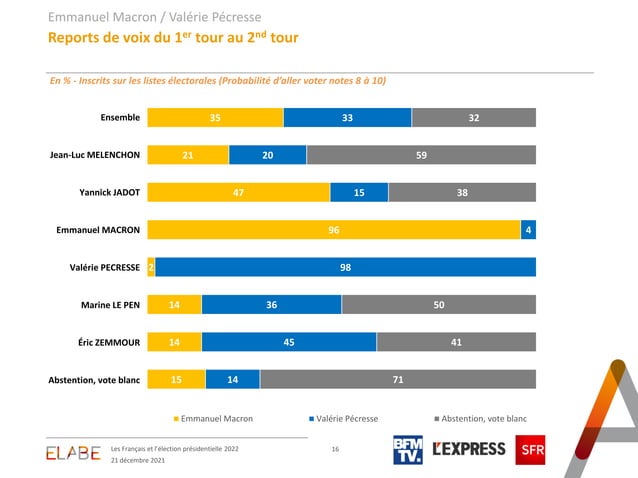 Emmanuel Macron / Valérie Pécresse
Reports de voix du 1er tour au 2nd tour
En % - Inscrits sur les listes électorales (Probabilité d'aller voter notes 8 à 10)
Ensemble 35 33 32
Jean-Luc MELENCHON 21 20 59
Yannick JADOT 47 15 38
Emmanuel MACRON 96 4
Valérie PECRESSE 2 98
Marine LE PEN 14 36 50
Éric ZEMMOUR 14 45 41
Abstention, vote blanc 15 14 71
Emmanuel Macron Valérie Pécresse Abstention, vote blanc
ELABE Les Français et l'élection présidentielle 2022 16 BFM TV. L'EXPRESS SFR
21 décembre 2021